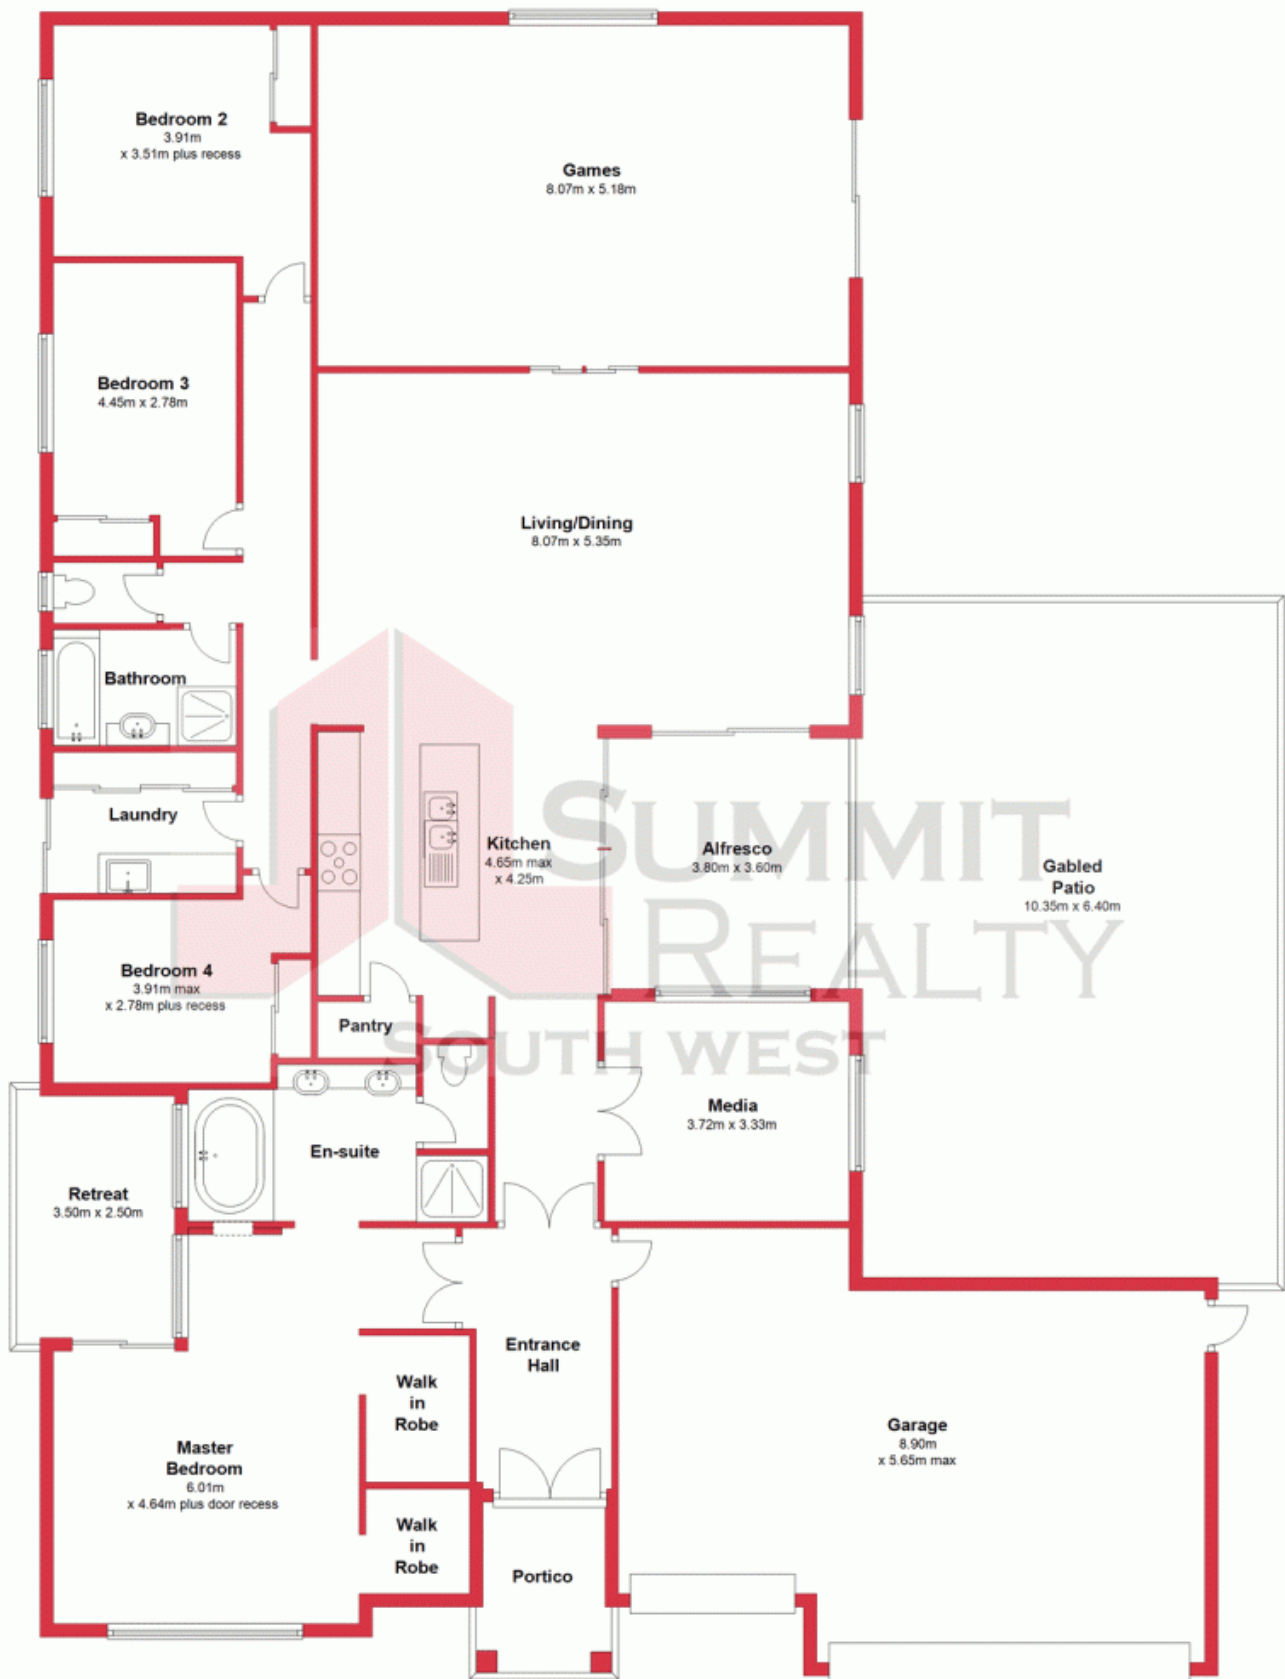 Bedroom 2
3.91m
x 3.51m plus recess
Games
8.07m x 5.18m
Bedroom 3
4.45m x 2.78m
Living/Dining
8.07m x 5.35m
Bathroom
Laundry
Kitchen
4.65m max
x 4.25m
Alfresco
3.80m x 3.60m
Gabled
Patio
10.35m x 6.40m
SUMMIT
REALTY
SOUTH WEST
Bedroom 4
3.91m max
x 2.78m plus recess
Pantry
Media
3.72m x 3.33m
En-suite
Retreat
3.50m x 2.50m
Entrance
Hall
Walk
in
Robe
Master
Bedroom
6.01m
x 4.64m plus door recess
Garage
8.90m
x 5.65m max
Walk
in
Robe
Portico